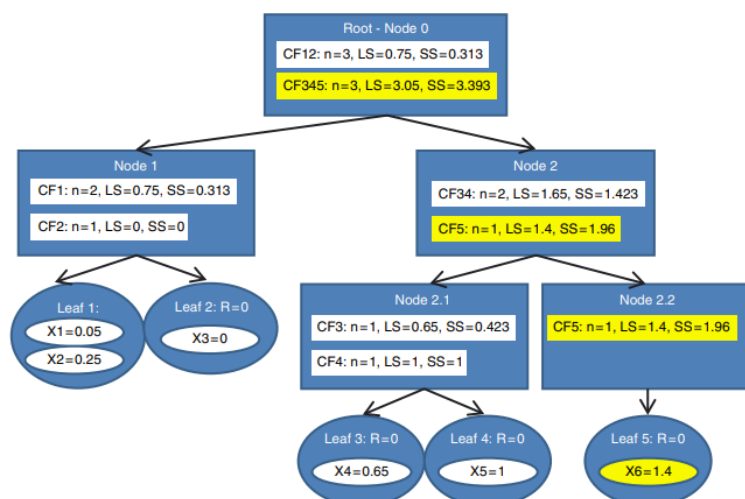 Root - Node 0
CF12: n=3, LS=0.75, SS=0.313
CF345: n=3, LS=3.05, SS=3.393
Node 1
CF1: n=2, LS=0.75, SS=0.313
CF2: n=1, LS=0, SS=0
Node 2
CF34: n=2, LS=1.65, SS=1.423
CF5: n=1, LS=1.4, SS=1.96
Leaf 1:
X1=0.05
X2=0.25
Leaf 2: R=0
X3=0
Node 2.1
CF3: n=1, LS=0.65, SS=0.423
CF4: n=1, LS=1, SS=1
Node 2.2
CF5: n=1, LS=1.4, SS=1.96
Leaf 3: R=0
X4=0.65
Leaf 4: R=0
X5=1
Leaf 5: R=0
X6=1.4